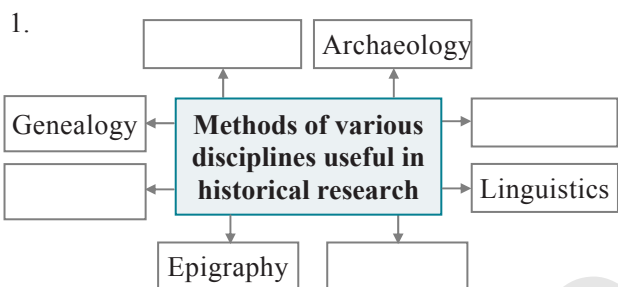 1.
Archaeology
Genealogy
Methods of various
disciplines useful in
historical research
Linguistics
Epigraphy